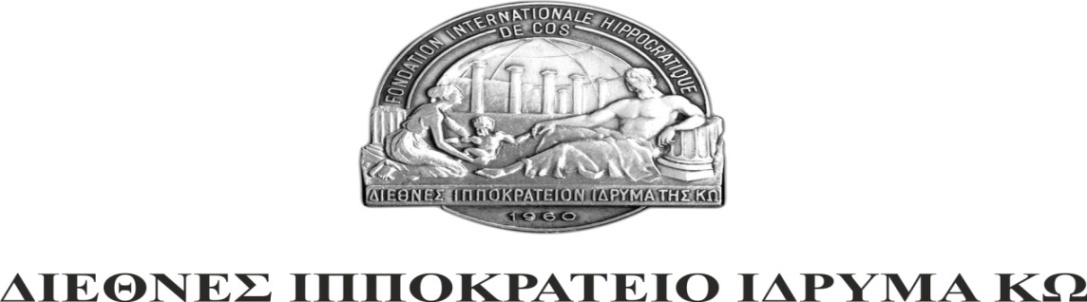 FONDATION INTERNATIONALE HIPPOCRATIQUE
DE COS
ΔΙΕΘΝΕΣ ΙΠΠΟΚΡΑΤΕΙΟΝ ΙΔΡΥΜΑ ΤΗΣ ΚΩ
1960
ΔΙΕΘΝΕΣ ΙΠΠΟΚΡΑΤΕΙΟ ΙΔΡΥΜΑ ΚΩ